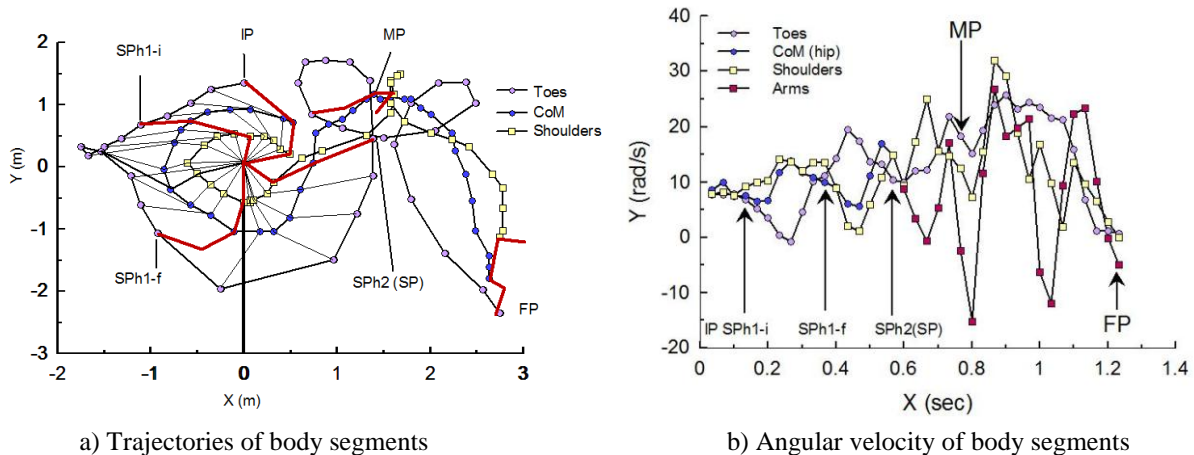 SPh1-i
IP
MP
Toes
CoM
Shoulders
SPh1-f
SPh2 (SP)
FP
Y (m)
2
1
0
-1
-2
-3
-2
-1
0
1
2
3
X (m)
a) Trajectories of body segments
Toes
CoM (hip)
Shoulders
Arms
MP
IP SPh1-i
SPh1-f
SPh2(SP)
FP
Y (rad/s)
40
30
20
10
0
-10
-20
0
0.2
0.4
0.6
0.8
1
1.2
1.4
X (sec)
b) Angular velocity of body segments